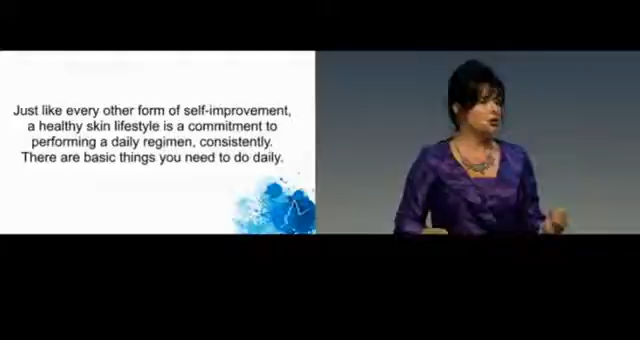 Just like every other form of self-improvement,
a healthy skin lifestyle is a commitment to
performing a daily regimen, consistently.
There are basic things you need to do daily.